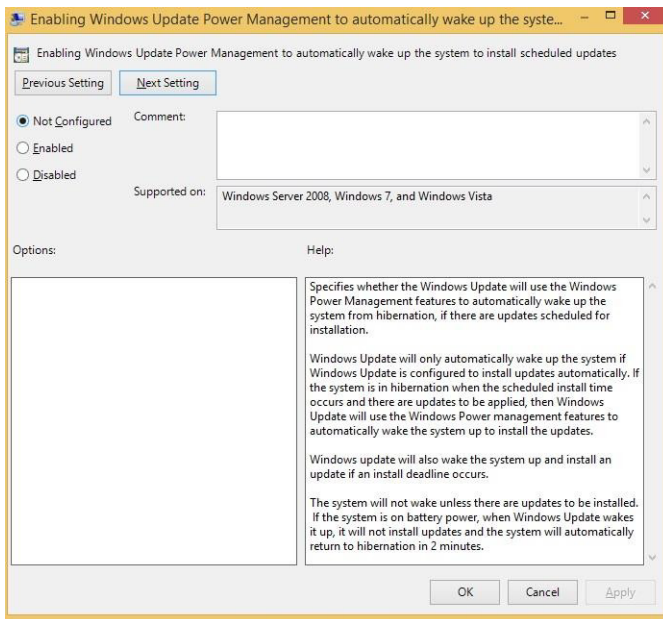 Enabling Windows Update Power Management to automatically wake up the syste...
Enabling Windows Update Power Management to automatically wake up the system to install scheduled updates
Previous Setting
Next Setting
Not Configured
Comment:
Enabled
Disabled
Supported on:
Windows Server 2008, Windows 7, and Windows Vista
Options:
Help:
Specifies whether the Windows Update will use the Windows
Power Management features to automatically wake up the
system from hibernation, if there are updates scheduled for
installation.
Windows Update will only automatically wake up the system if
Windows Update is configured to install updates automatically. If
the system is in hibernation when the scheduled install time
occurs and there are updates to be applied, then Windows
Update will use the Windows Power management features to
automatically wake the system up to install the updates.
Windows update will also wake the system up and install an
update if an install deadline occurs.
The system will not wake unless there are updates to be installed.
If the system is on battery power, when Windows Update wakes
it up, it will not install updates and the system will automatically
return to hibernation in 2 minutes.
OK
Cancel
Apply